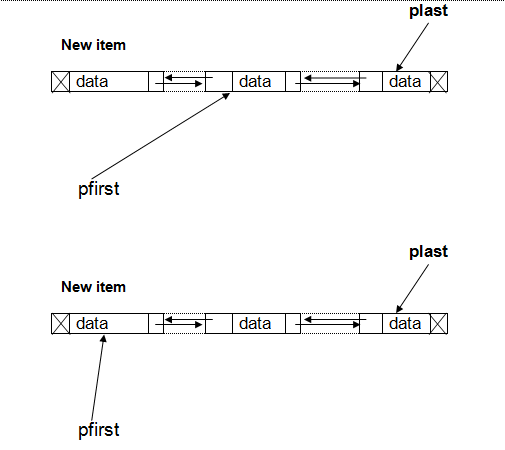 plast
New item
data data data
pfirst
plast
New item
data data data
pfirst